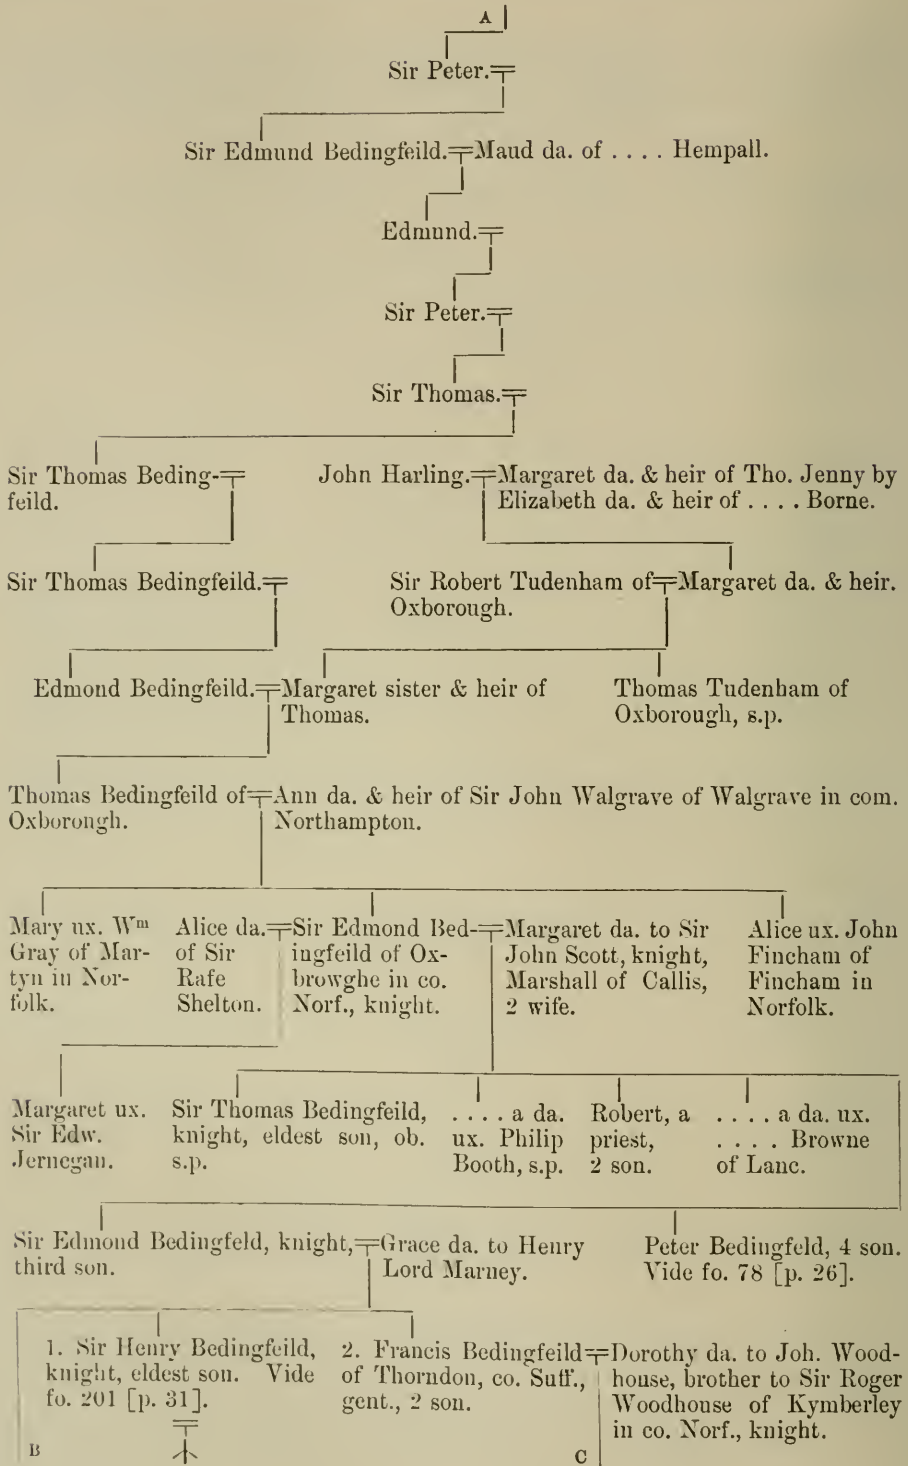 A
Sir Peter.
Sir Edmund Bedingfeild. Maud da. of . . . . Hempall.
Edmund.
Sir Peter.
Sir Thomas.
Sir Thomas Beding-
feild.
John Harling. Margaret da. & heir of Tho. Jenny by
Elizabeth da. & heir of . . . . Borne.
Sir Thomas Bedingfeild.
Sir Robert Tudenham of
Oxborough.
Margaret da. & heir.
Edmond Bedingfeild. Margaret sister & heir of
Thomas.
Thomas Tudenham of
Oxborough, s.p.
Thomas Bedingfeild of
Oxborough.
Ann da. & heir of Sir John Walgrave of Walgrave in com.
Northampton.
Mary ux. Wm
Gray of Mar-
tyn in Nor-
folk.
Alice da.
of Sir
Rafe
Shelton.
Sir Edmond Bed-
ingfeild of Ox-
browghe in co.
Norf., knight.
Margaret da. to Sir
John Scott, knight,
Marshall of Callis,
2 wife.
Alice ux. John
Fincham of
Fincham in
Norfolk.
Margaret ux.
Sir Edw.
Jernegan.
Sir Thomas Bedingfeild,
knight, eldest son, ob.
s.p.
. . . . a da.
ux. Philip
Booth, s.p.
Robert, a
priest,
2 son.
. . . . a da. ux.
. . . . Browne
of Lanc.
Sir Edmond Bedingfeld, knight,
third son.
Grace da. to Henry
Lord Marney.
Peter Bedingfeld, 4 son.
Vide fo. 78 [p. 26].
1. Sir Henry Bedingfeild,
knight, eldest son. Vide
fo. 201 [p. 31].
2. Francis Bedingfeild
of Thorndon, co. Suff.,
gent., 2 son.
Dorothy da. to Joh. Wood-
house, brother to Sir Roger
Woodhouse of Kymberley
in co. Norf., knight.
B
C